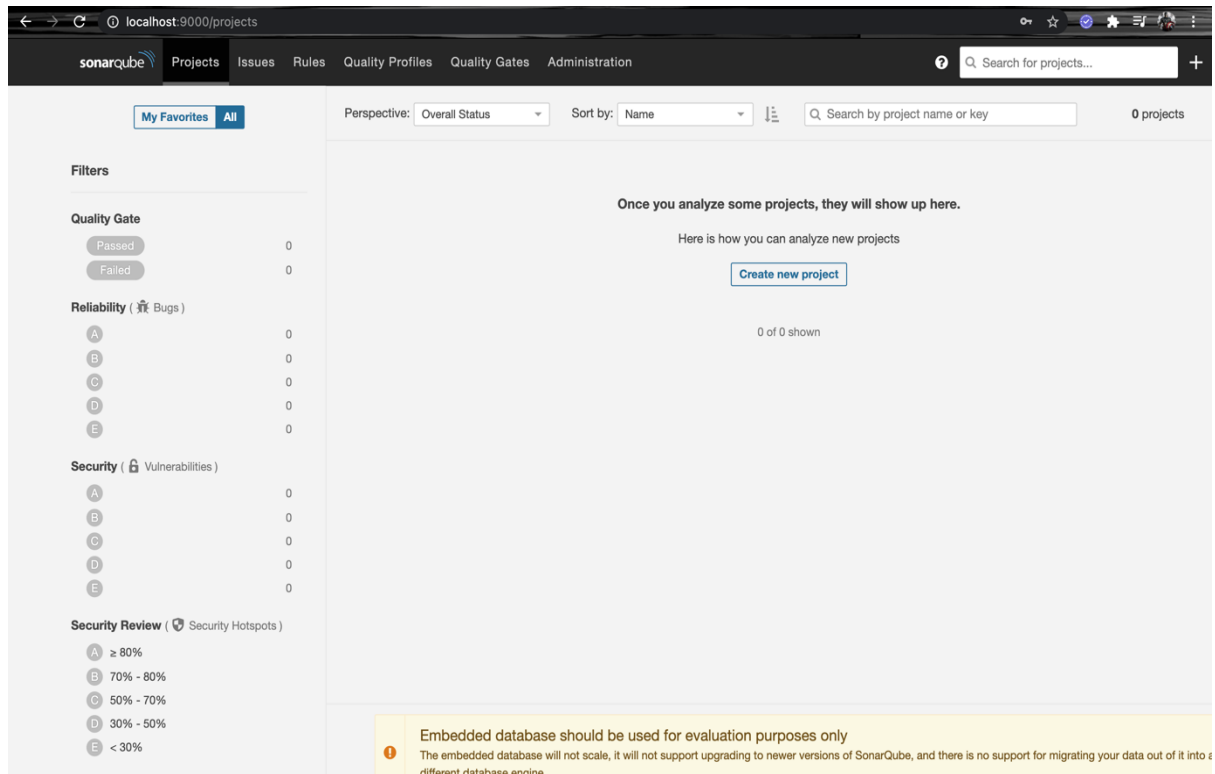 localhost:9000/projects
sonarqube Projects Issues Rules Quality Profiles Quality Gates Administration ? Search for projects... +
My Favorites All
Perspective: Overall Status Sort by: Name Search by project name or key 0 projects
Filters
Once you analyze some projects, they will show up here.
Quality Gate
Here is how you can analyze new projects
Passed 0
Failed 0
Create new project
Reliability ( Bugs )
A 0
0 of 0 shown
B 0
C 0
D 0
E 0
Security ( Vulnerabilities )
A 0
B 0
C 0
D 0
E 0
Security Review ( Security Hotspots )
A ≥ 80%
B 70% - 80%
C 50% - 70%
D 30% - 50%
E < 30%
Embedded database should be used for evaluation purposes only
The embedded database will not scale, it will not support upgrading to newer versions of SonarQube, and there is no support for migrating your data out of it into a
different database engine.